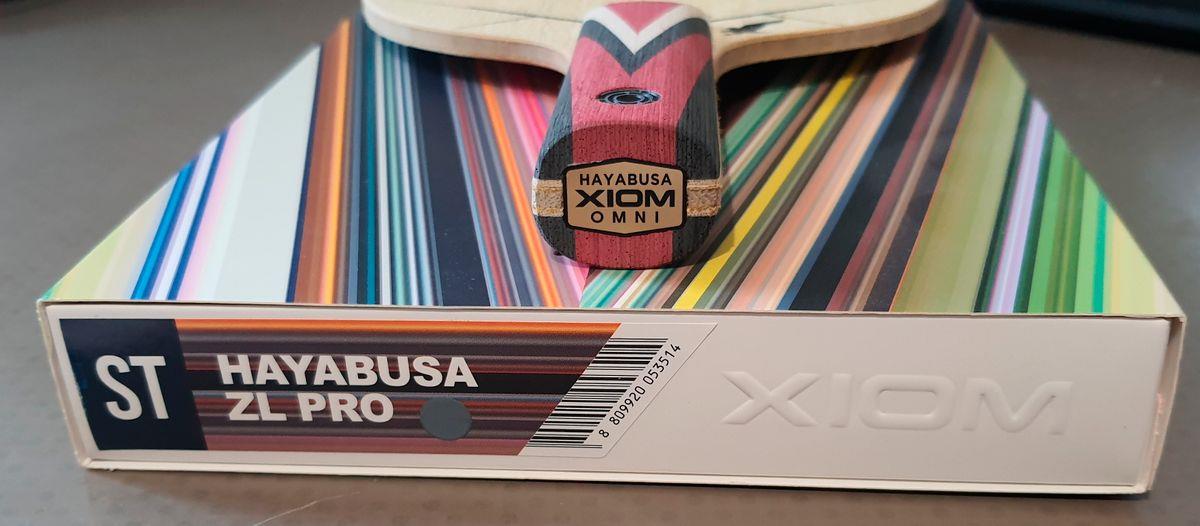 HAYABUSA
XIOM
OMNI
ST
HAYABUSA
ZL PRO
8 809920 053514
XIOM